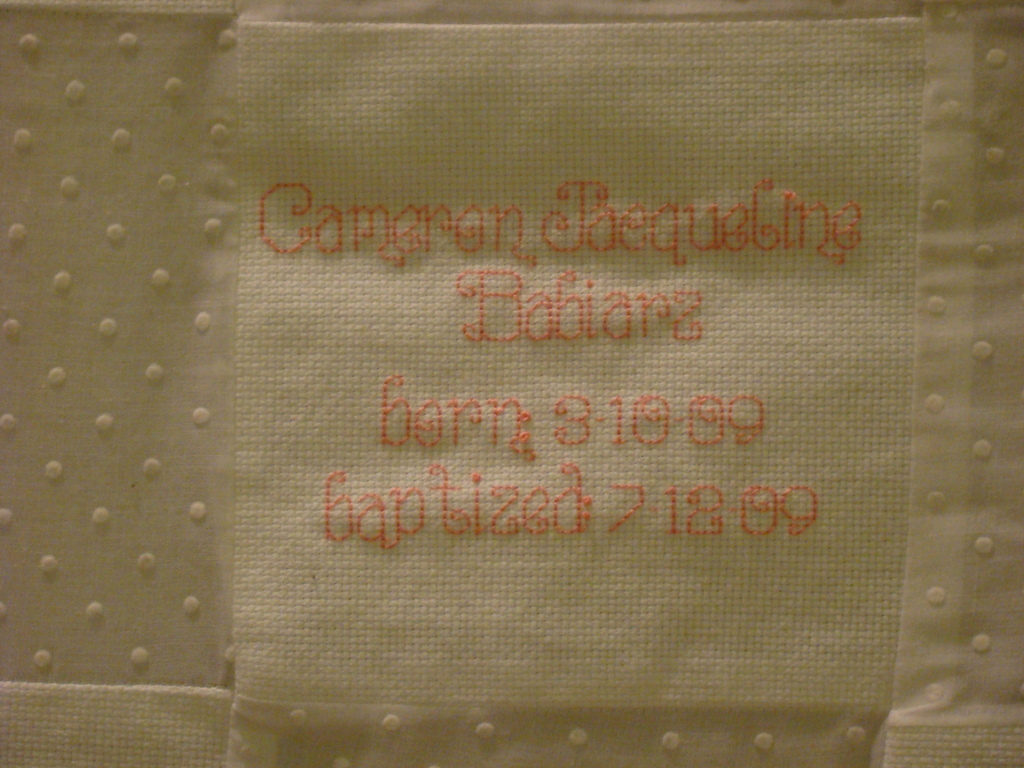 Cameron Jacqueline
Babiarz
born: 3-10-09
baptized: 7-12-09